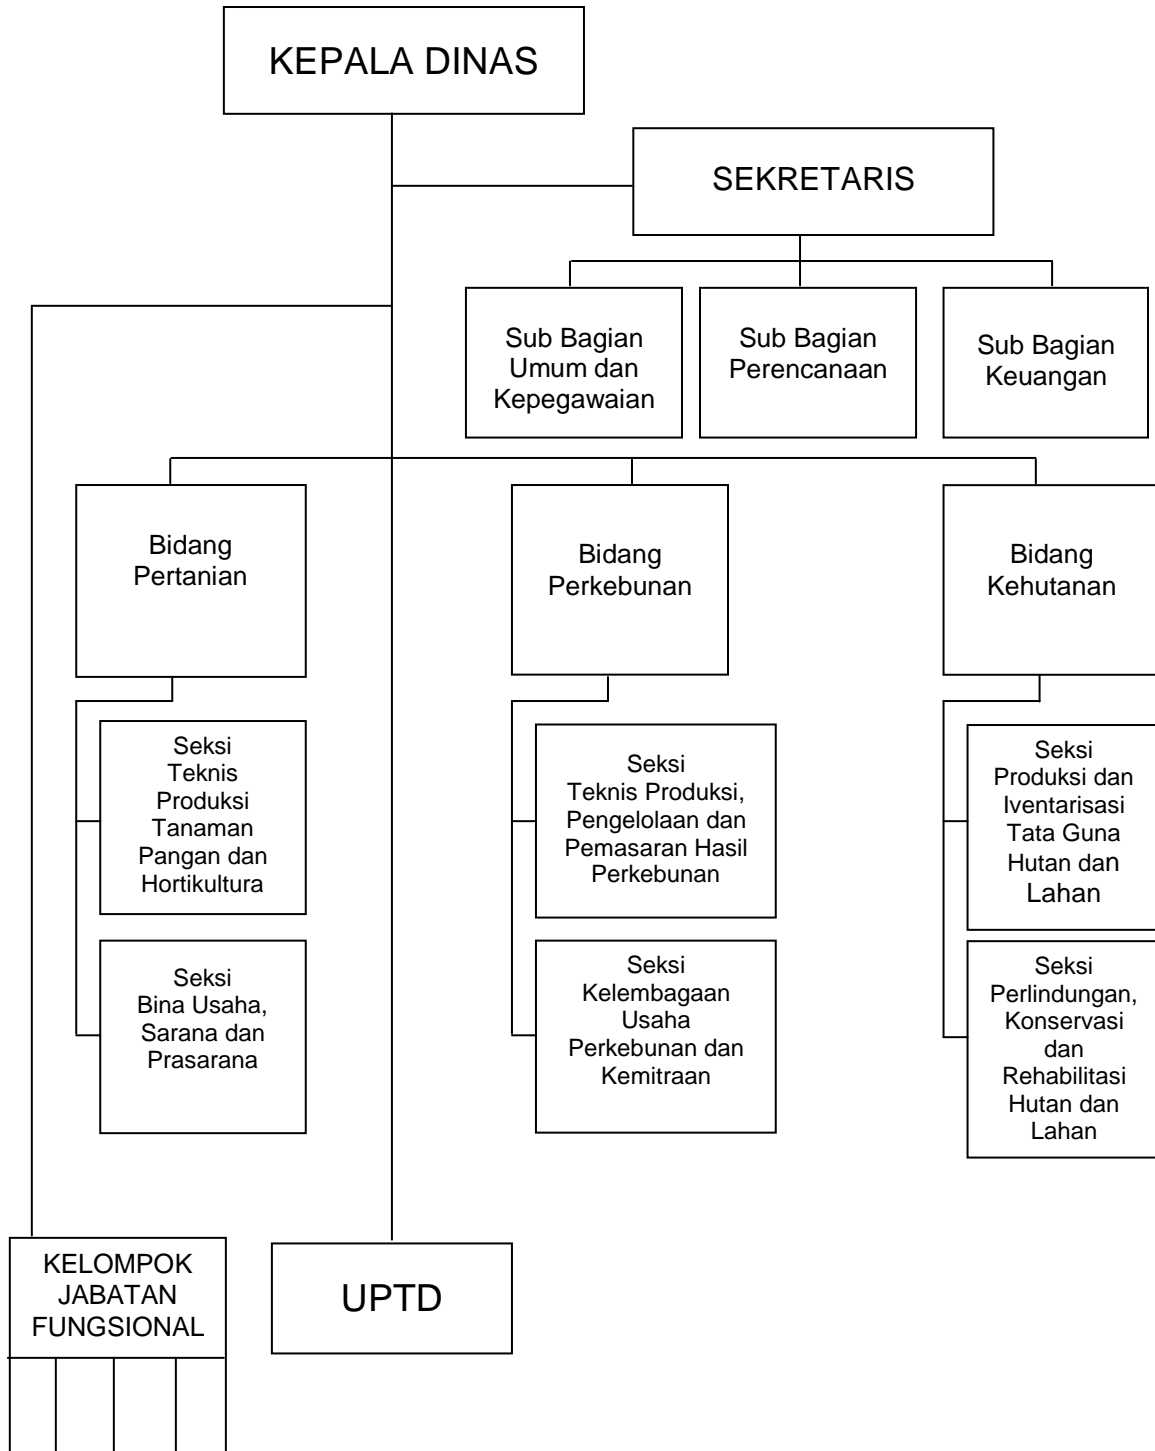 KEPALA DINAS
SEKRETARIS
Sub Bagian
Umum dan
Kepegawaian
Sub Bagian
Perencanaan
Sub Bagian
Keuangan
Bidang
Pertanian
Bidang
Perkebunan
Bidang
Kehutanan
Seksi
Teknis
Produksi
Tanaman
Pangan dan
Hortikultura
Seksi
Teknis Produksi,
Pengelolaan dan
Pemasaran Hasil
Perkebunan
Seksi
Produksi dan
Iventarisasi
Tata Guna
Hutan dan
Lahan
Seksi
Bina Usaha,
Sarana dan
Prasarana
Seksi
Kelembagaan
Usaha
Perkebunan dan
Kemitraan
Seksi
Perlindungan,
Konservasi
dan
Rehabilitasi
Hutan dan
Lahan
KELOMPOK
JABATAN
FUNGSIONAL
UPTD